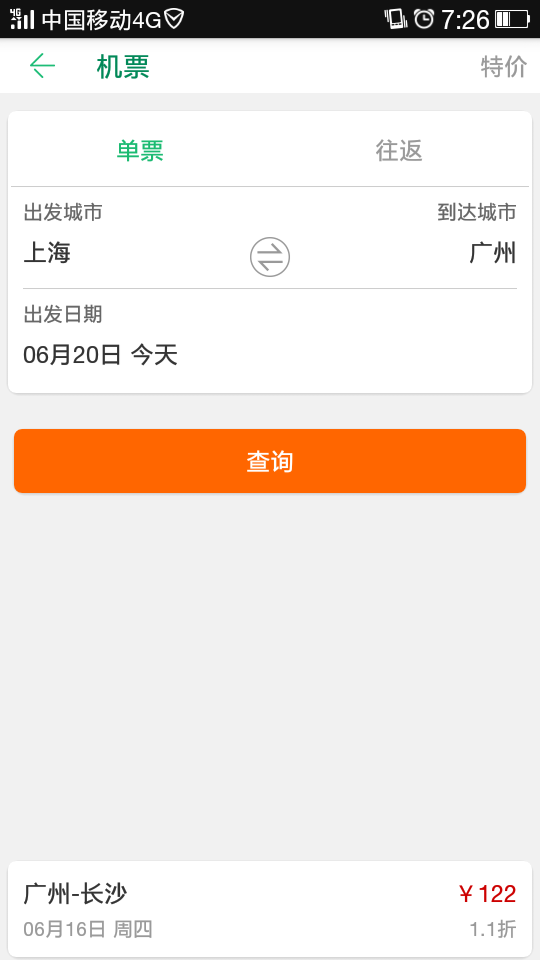 中国移动4G 7:26
机票 特价
单票 往返
出发城市 到达城市
上海 广州
出发日期
06月20日 今天
查询
广州-长沙 ¥122
06月16日 周四 1.1折